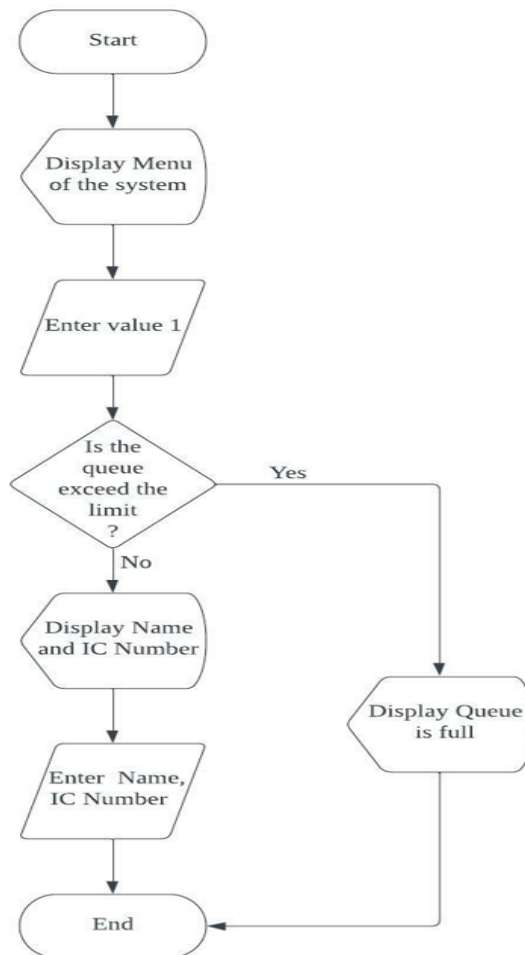 Start
Display Menu
of the system
Enter value 1
Is the
queue
exceed the
limit
?
Yes
No
Display Name
and IC Number
Display Queue
is full
Enter Name,
IC Number
End